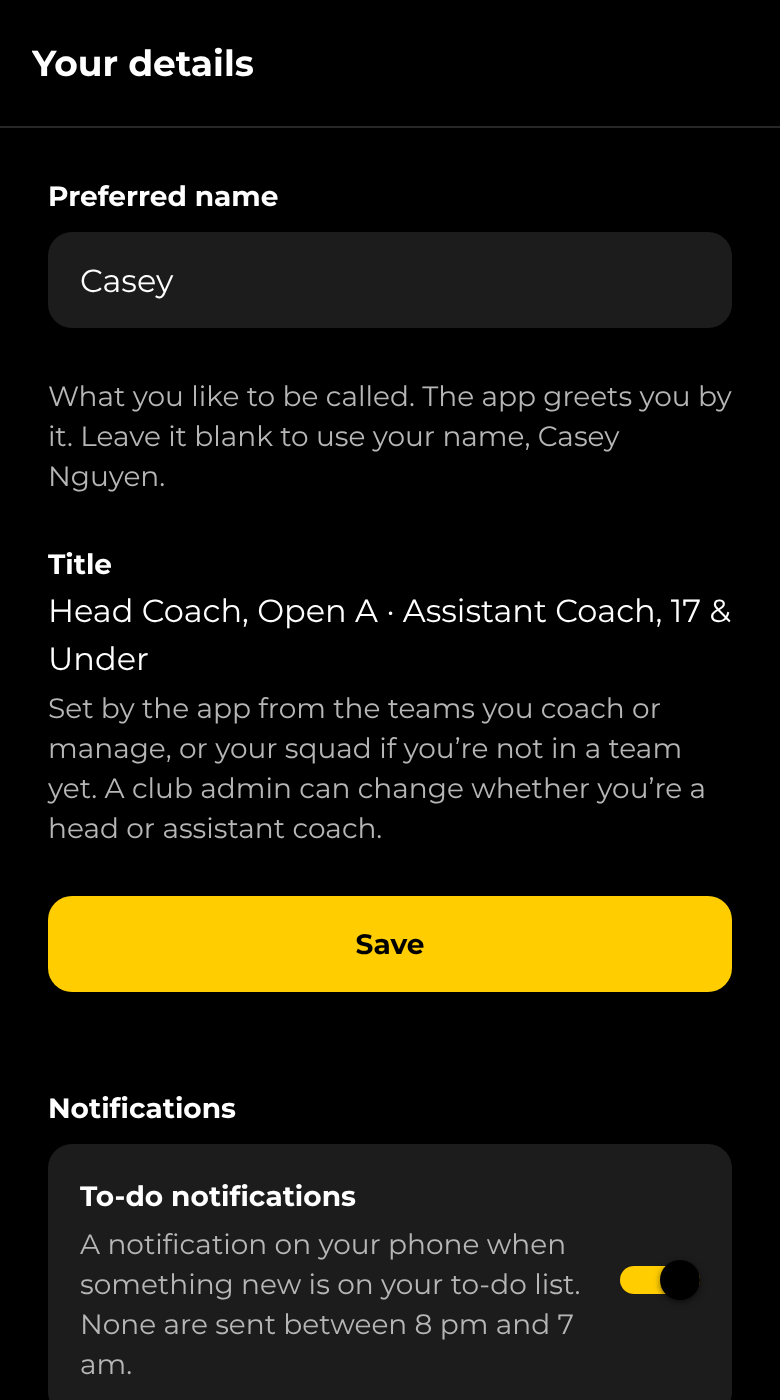 Your details
Preferred name
Casey
What you like to be called. The app greets you by
it. Leave it blank to use your name, Casey
Nguyen.
Title
Head Coach, Open A · Assistant Coach, 17 &
Under
Set by the app from the teams you coach or
manage, or your squad if you’re not in a team
yet. A club admin can change whether you’re a
head or assistant coach.
Save
Notifications
To-do notifications
A notification on your phone when
something new is on your to-do list.
None are sent between 8 pm and 7
am.